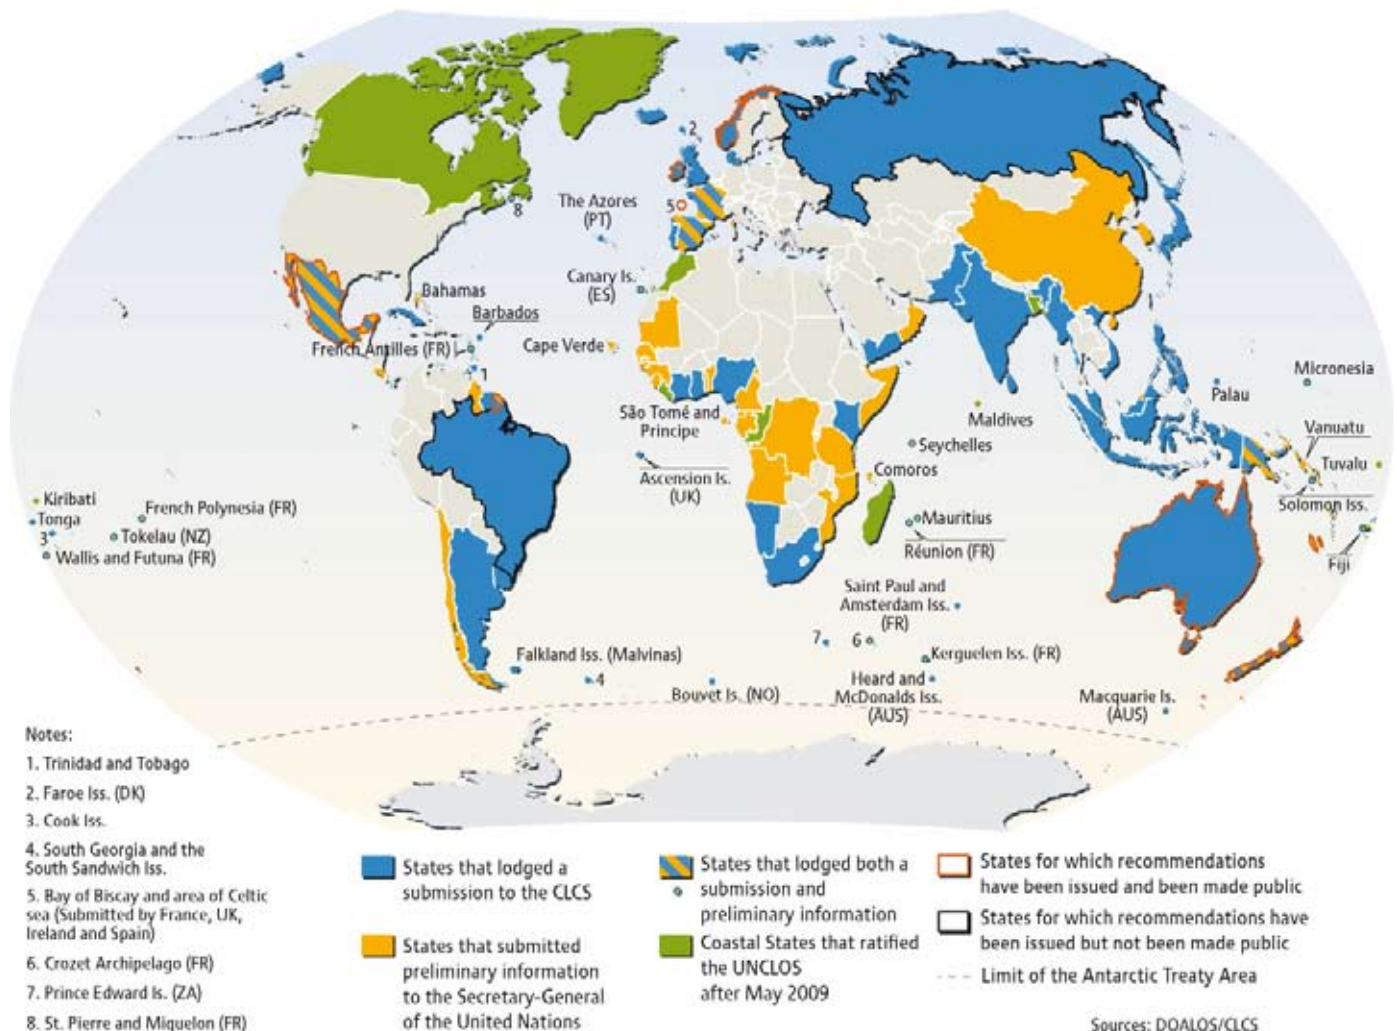 2
8
The Azores
(PT)
5
Canary Is.
(ES)
Bahamas
Barbados
French Antilles (FR)
Cape Verde
1
Micronesia
Palau
São Tomé and
Principe
Maldives
Vanuatu
Seychelles
Tuvalu
Ascension Is.
(UK)
Comoros
Kiribati
French Polynesia (FR)
Solomon Iss.
Tonga
Mauritius
3
Tokelau (NZ)
Wallis and Futuna (FR)
Réunion (FR)
Fiji
Saint Paul and
Amsterdam Iss.
(FR)
7
6
Falkland Iss. (Malvinas)
Kerguelen Iss. (FR)
4
Heard and
McDonalds Iss.
(AUS)
Bouvet Is. (NO)
Macquarie Is.
(AUS)
Notes:
1. Trinidad and Tobago
2. Faroe Iss. (DK)
3. Cook Iss.
4. South Georgia and the
South Sandwich Iss.
5. Bay of Biscay and area of Celtic
sea (Submitted by France, UK,
Ireland and Spain)
6. Crozet Archipelago (FR)
7. Prince Edward Is. (ZA)
8. St. Pierre and Miquelon (FR)
States that lodged a
submission to the CLCS
States that submitted
preliminary information
to the Secretary-General
of the United Nations
States that lodged both a
submission and
preliminary information
Coastal States that ratified
the UNCLOS
after May 2009
States for which recommendations
have been issued and been made public
States for which recommendations have
been issued but not been made public
Limit of the Antarctic Treaty Area
Sources: DOALOS/CLCS